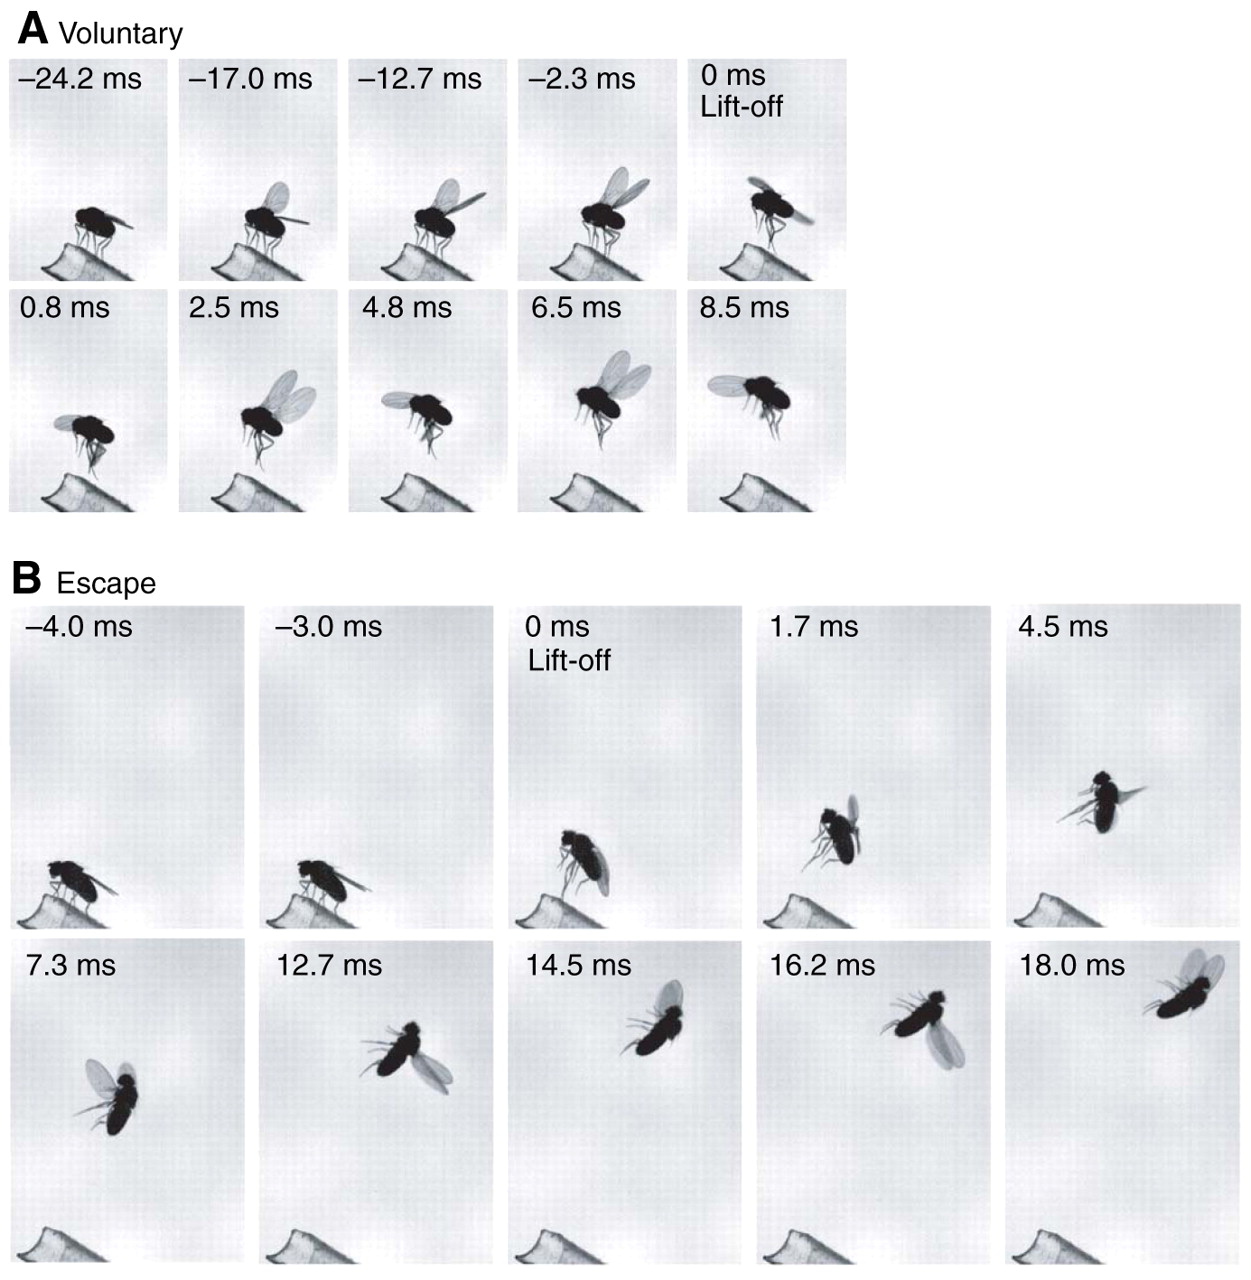 A Voluntary
–24.2 ms
–17.0 ms
–12.7 ms
–2.3 ms
0 ms
Lift-off
0.8 ms
2.5 ms
4.8 ms
6.5 ms
8.5 ms
B Escape
–4.0 ms
–3.0 ms
0 ms
Lift-off
1.7 ms
4.5 ms
7.3 ms
12.7 ms
14.5 ms
16.2 ms
18.0 ms